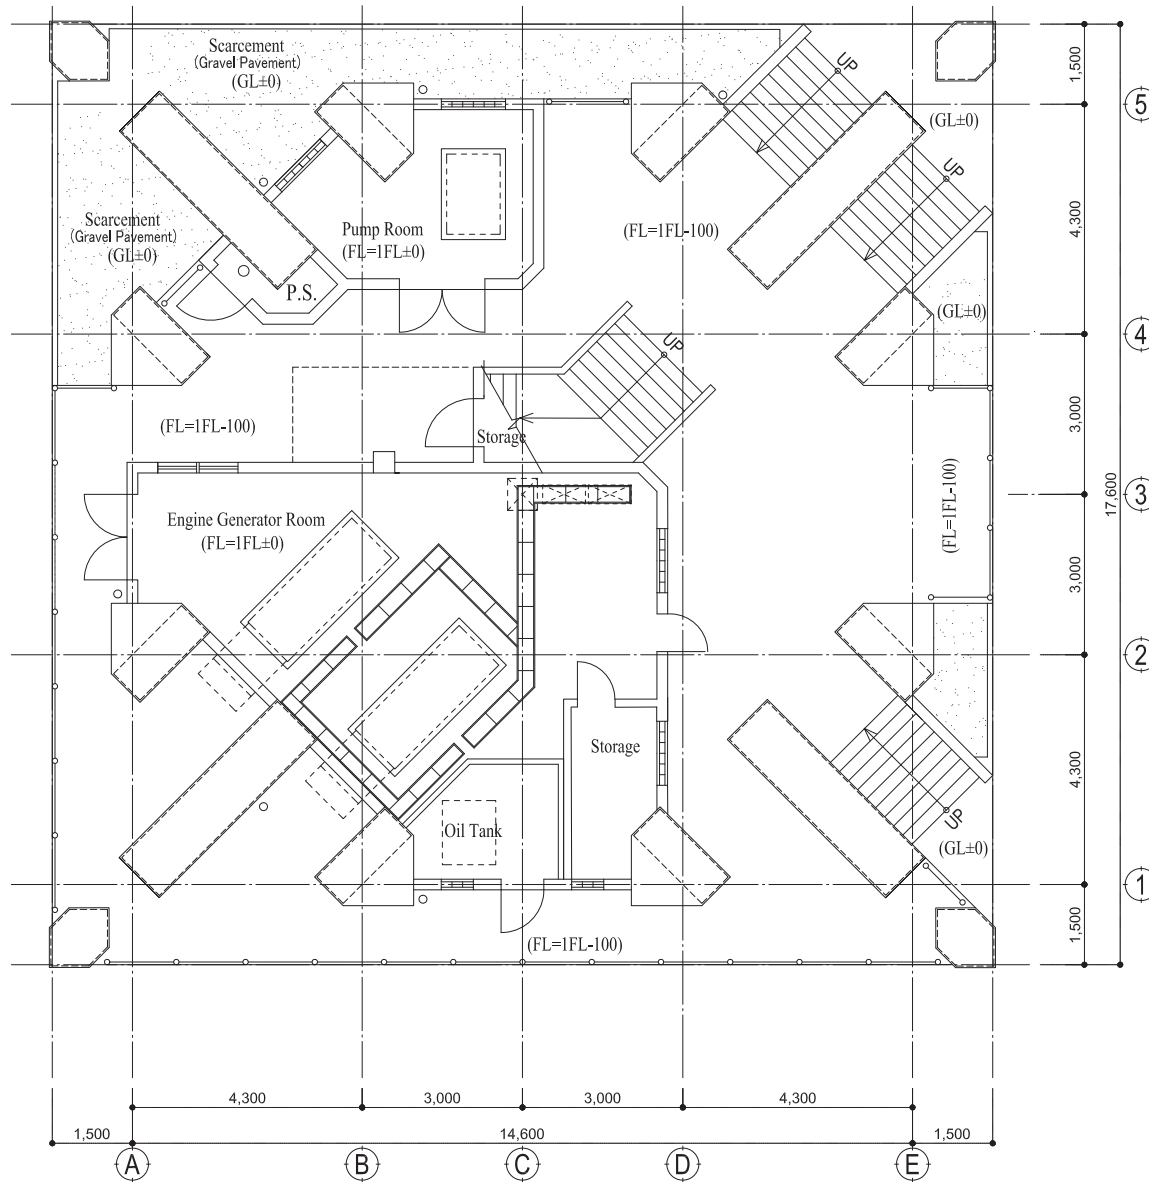 Scarcement
(Gravel Pavement)
(GL±0)
UP
1,500
5
(GL±0)
UP
Scarcement
(Gravel Pavement)
(GL±0)
Pump Room
(FL=1FL±0)
(FL=1FL-100)
4,300
P.S.
(GL±0)
4
UP
(FL=1FL-100)
Storage
3,000
(FL=1FL-100)
3
17,600
Engine Generator Room
(FL=1FL±0)
3,000
2
Storage
4,300
Oil Tank
UP
(GL±0)
1
(FL=1FL-100)
1,500
4,300
3,000
3,000
4,300
1,500
14,600
1,500
A
B
C
D
E